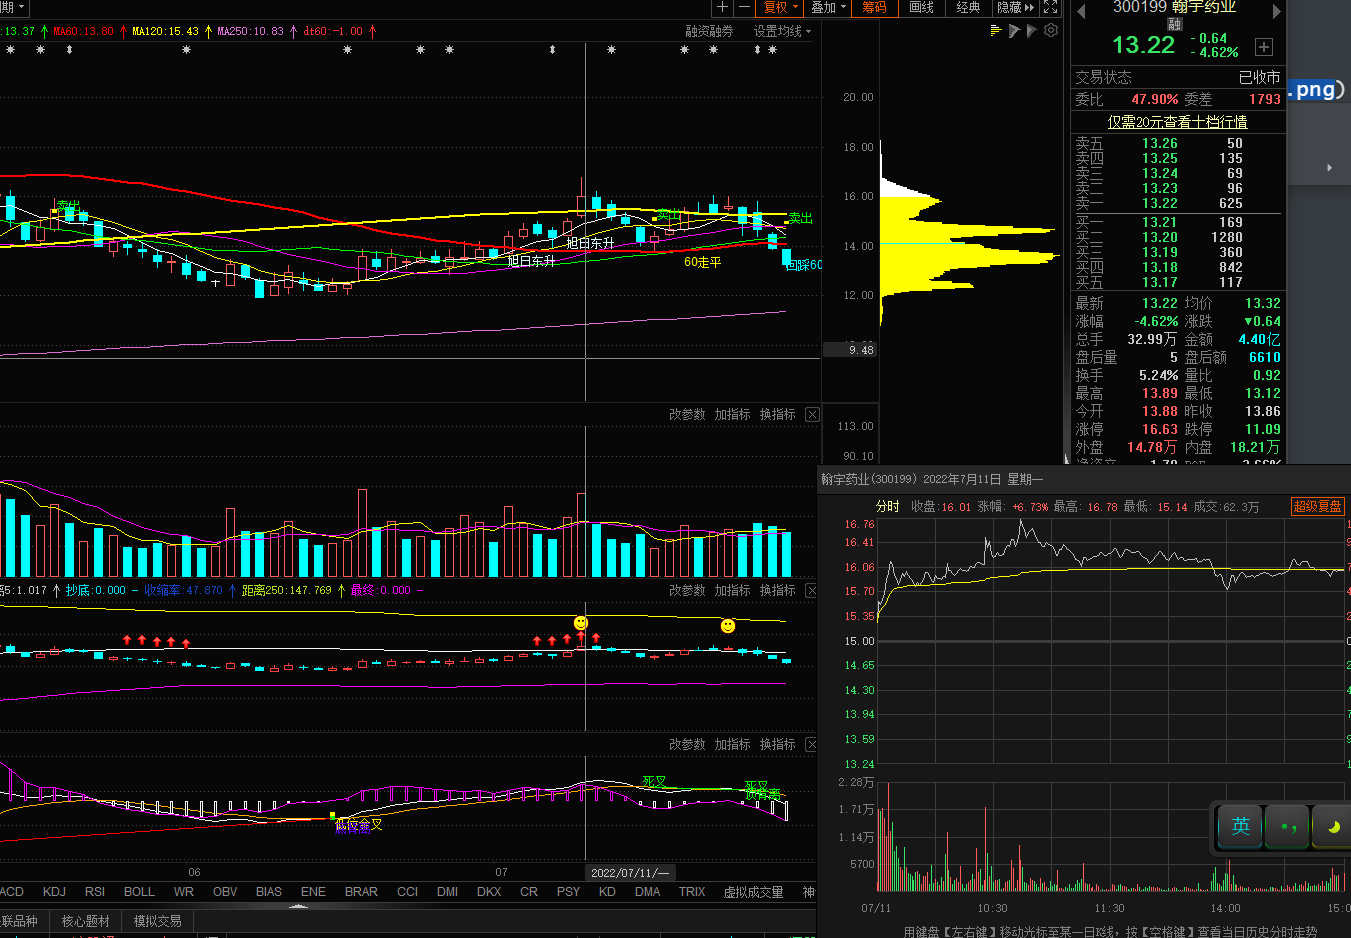 期
复权 叠加 筹码 画线 经典 隐藏
:13.37 MA60:13.80 MA120:15.43 MA250:10.83 dt60:-1.00 融资融券 设置均线
20.00
18.00
16.00
14.00
12.00
9.48
卖出
卖出
卖出
旭日东升
旭日东升
60走平
回踩60
300199 翰宇药业
融
13.22 -0.64
-4.62%
交易状态 已收市
委比 47.90% 委差 1793
仅需20元查看十档行情
卖五 13.26 50
卖四 13.25 135
卖三 13.24 69
卖二 13.23 96
卖一 13.22 625
买一 13.21 169
买二 13.20 1280
买三 13.19 360
买四 13.18 842
买五 13.17 117
最新 13.22 均价 13.32
涨幅 -4.62% 涨跌 ▼0.64
总手 32.99万 金额 4.40亿
盘后量 5 盘后额 6610
换手 5.24% 量比 0.92
最高 13.89 最低 13.12
今开 13.88 昨收 13.86
涨停 16.63 跌停 11.09
外盘 14.78万 内盘 18.21万
.png)
改参数 加指标 换指标
113.00
90.10
离5:1.017 抄底:0.000 收缩率:47.870 距离250:147.769 最终:0.000 改参数 加指标 换指标
改参数 加指标 换指标
死叉
死叉
顶背离
低位金叉
06 07 2022/07/11/一
ACD KDJ RSI BOLL WR OBV BIAS ENE BRAR CCI DMI DKX CR PSY KD DMA TRIX 虚拟成交量 神
联品种 核心题材 模拟交易
翰宇药业(300199) 2022年7月11日 星期一
分时 收盘:16.01 涨幅: +6.73% 最高: 16.78 最低: 15.14 成交:62.3万 超级复盘
16.76
16.41
16.06
15.70
15.35
15.00
14.65
14.30
13.94
13.59
13.24
2.28万
1.71万
1.14万
5700
07/11 10:30 11:30 14:00 15:0
英
用键盘【左右键】移动光标至某一日K线，按【空格键】查看当日历史分时走势